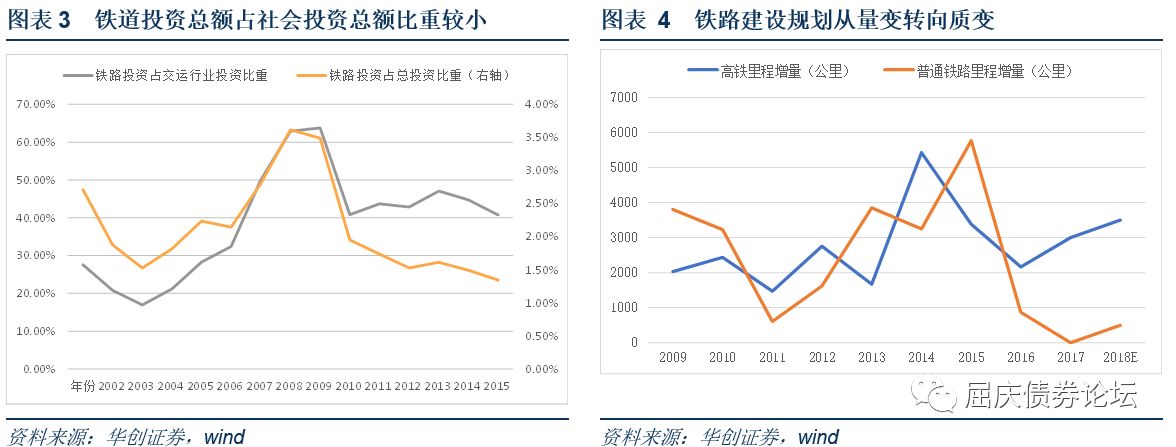 图表 3 铁道投资总额占社会投资总额比重较小
铁路投资占交运行业投资比重 铁路投资占总投资比重（右轴）
70.00% 4.00%
60.00% 3.50%
50.00% 3.00%
40.00% 2.50%
30.00% 2.00%
20.00% 1.50%
10.00% 1.00%
0.00% 0.50%
0.00%
年份 2002 2003 2004 2005 2006 2007 2008 2009 2010 2011 2012 2013 2014 2015
资料来源：华创证券，wind
图表 4 铁路建设规划从量变转向质变
高铁里程增量（公里） 普通铁路里程增量（公里）
7000
6000
5000
4000
3000
2000
1000
0
2009 2010 2011 2012 2013 2014 2015 2016 2017 2018E
屈庆债券论坛
资料来源：华创证券，wind